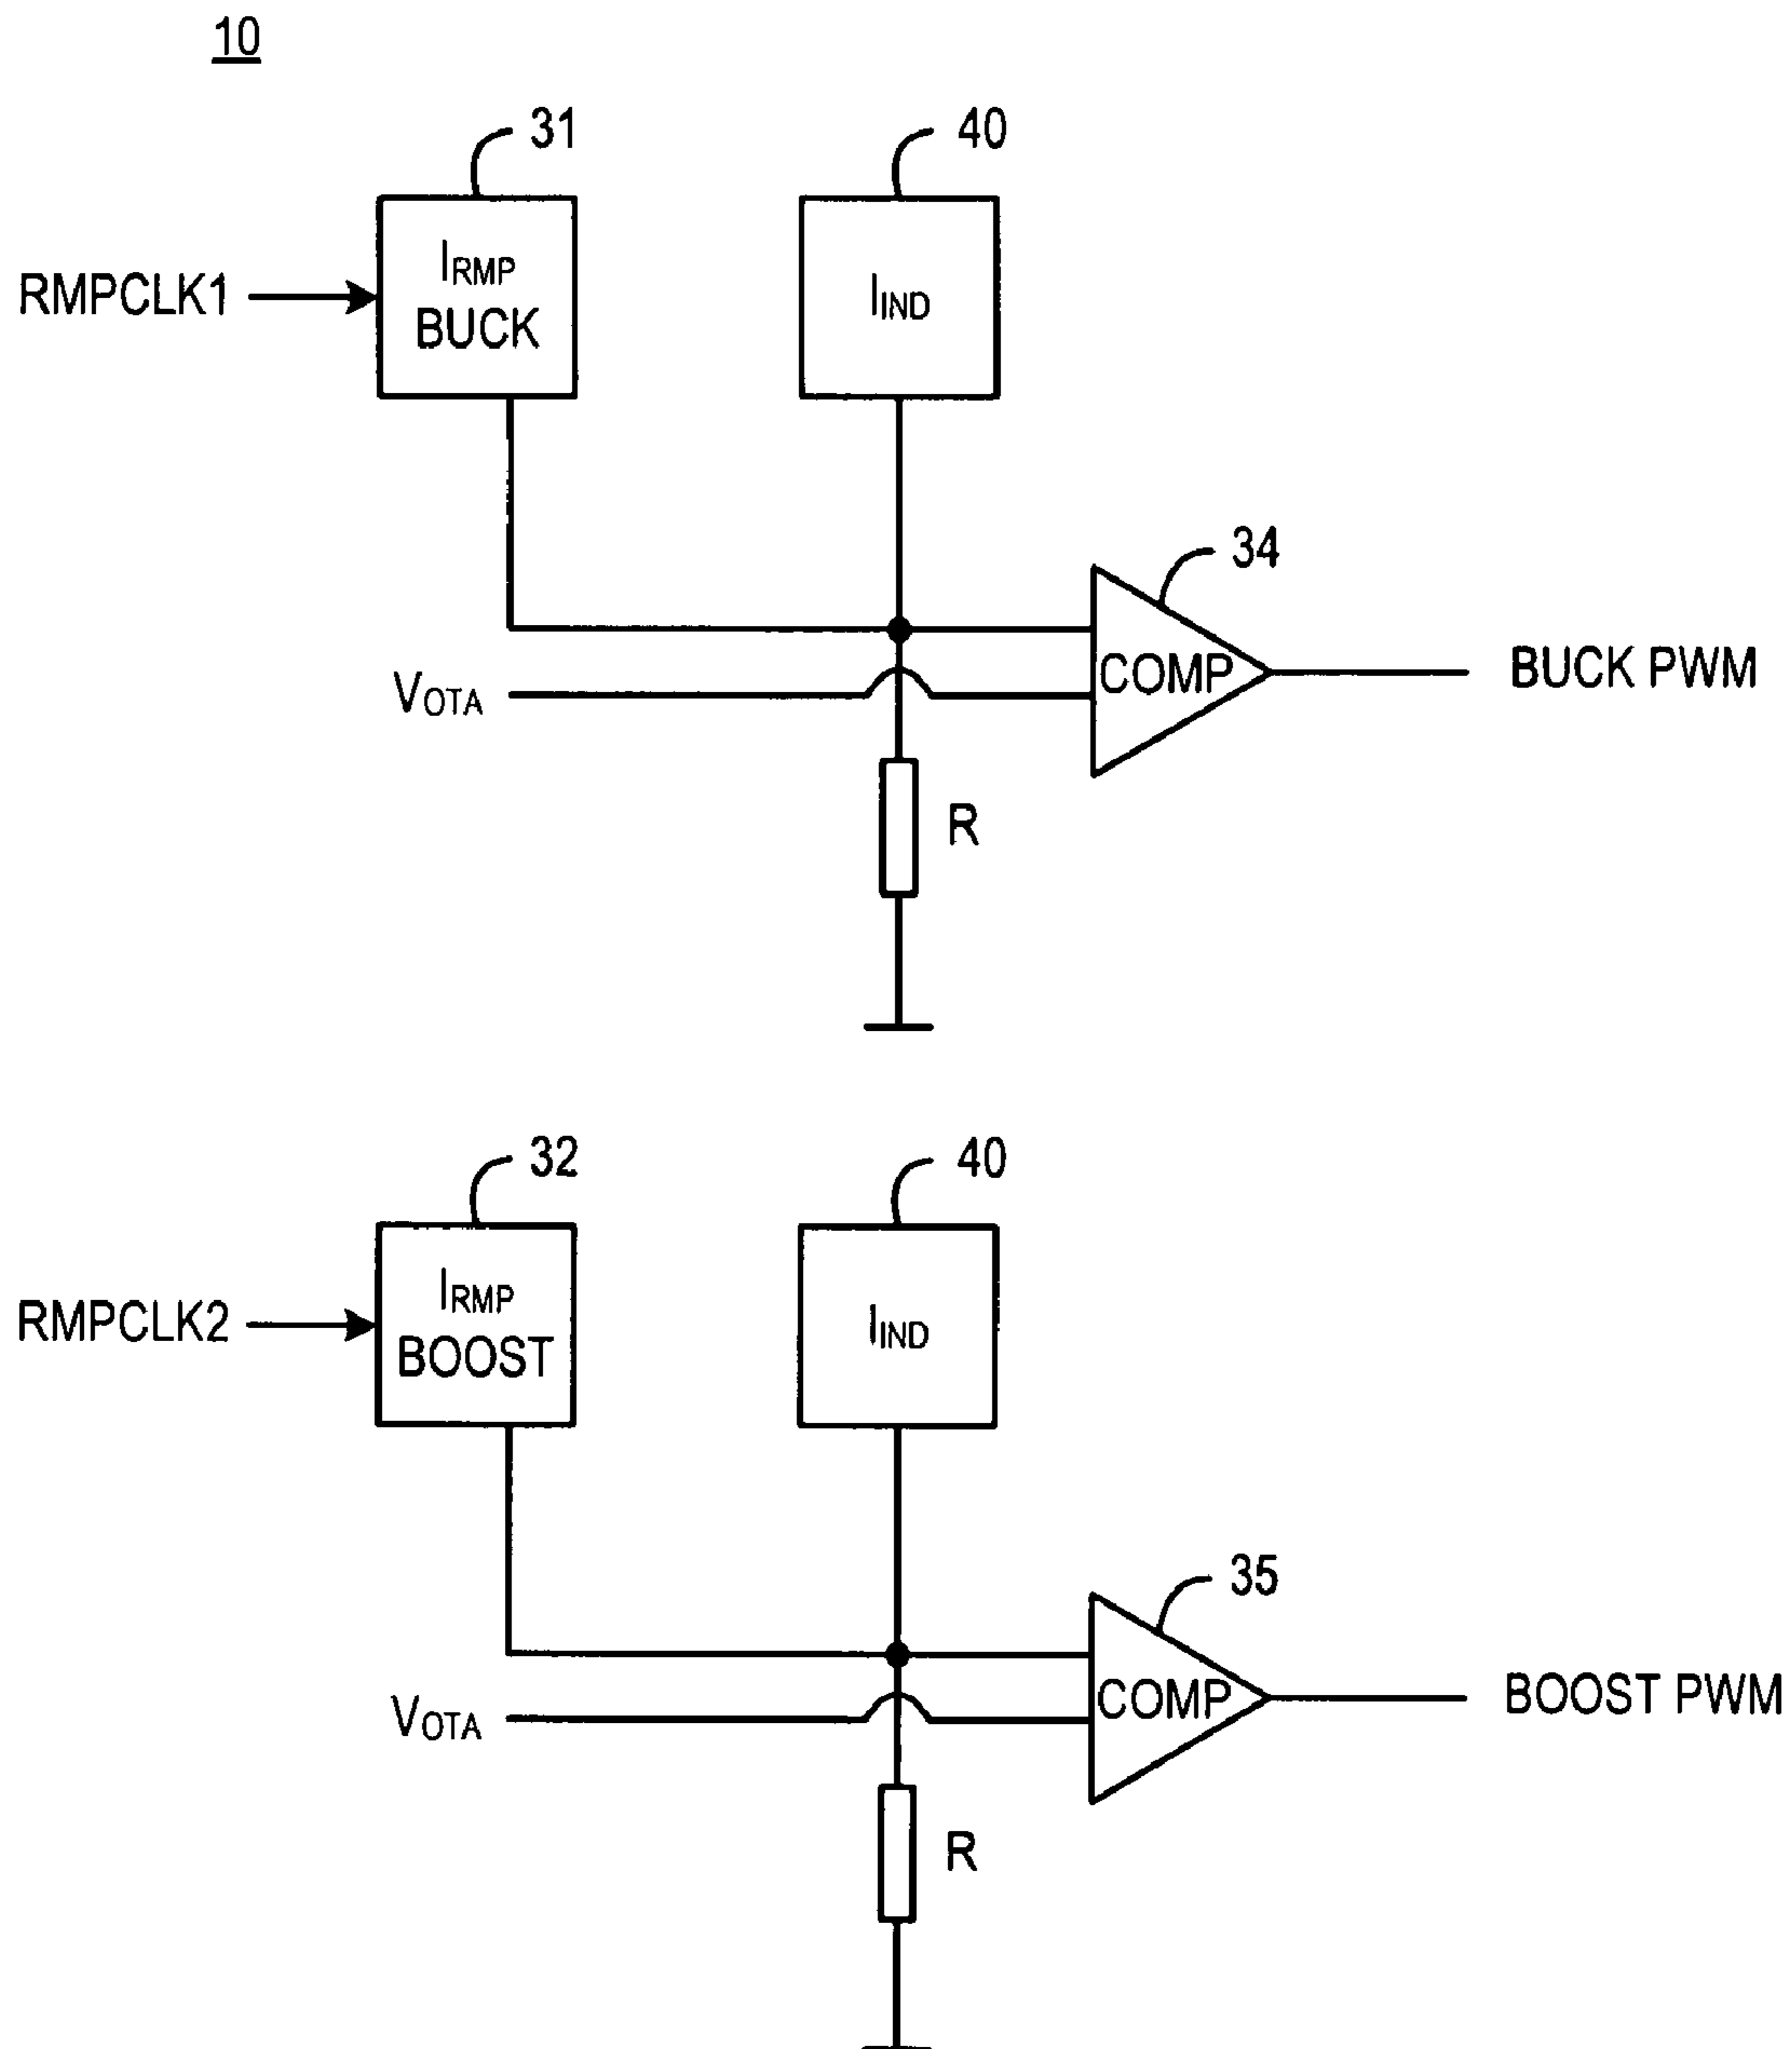 10
31
40
RMPCLK1
IRMP
BUCK
IIND
34
VOTA
COMP
BUCK PWM
R
32
40
RMPCLK2
IRMP
BOOST
IIND
35
VOTA
COMP
BOOST PWM
R